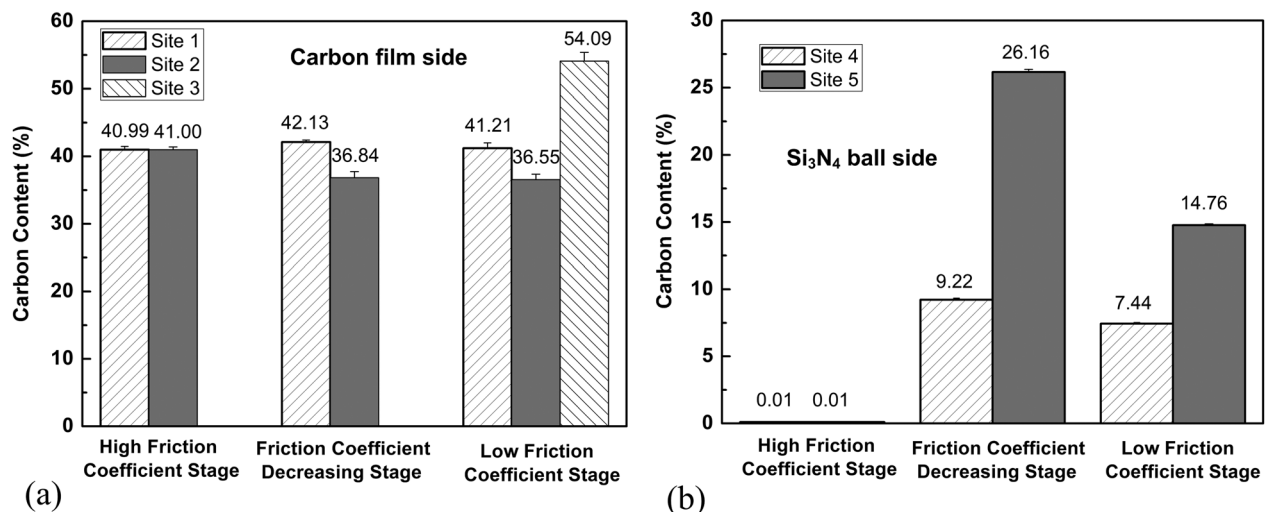 60
50
40
30
20
10
0
Carbon Content (%)
Site 1
Site 2
Site 3
Carbon film side
40.99 41.00
42.13
36.84
41.21
36.55
54.09
High Friction
Coefficient Stage
Friction Coefficient
Decreasing Stage
Low Friction
Coefficient Stage
(a)
30
25
20
15
10
5
0
Carbon Content (%)
Site 4
Site 5
Si₃N₄ ball side
0.01 0.01
9.22
26.16
7.44
14.76
High Friction
Coefficient Stage
Friction Coefficient
Decreasing Stage
Low Friction
Coefficient Stage
(b)